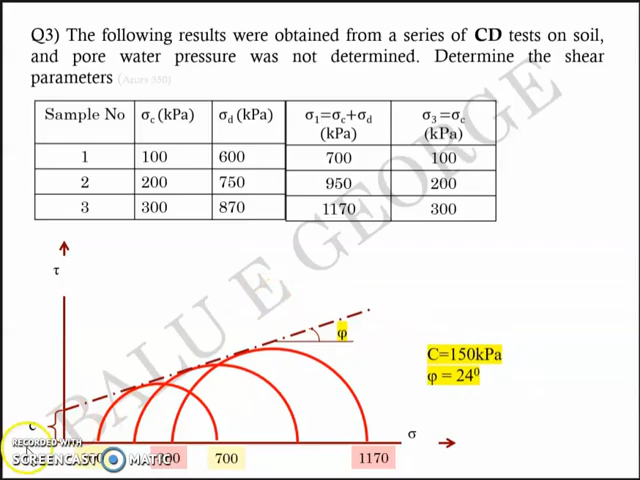 Q3) The following results were obtained from a series of CD tests on soil,
and pore water pressure was not determined. Determine the shear
parameters (Arora 350)
Sample No σc (kPa) σd (kPa) σ1=σc+σd (kPa) σ3=σc (kPa)
1 100 600 700 100
2 200 750 950 200
3 300 870 1170 300
τ
φ
C=150kPa
φ = 24⁰
c
σ
700
1170
RECORDED WITH
SCREENCAST MATIC
BALU E GEORGE